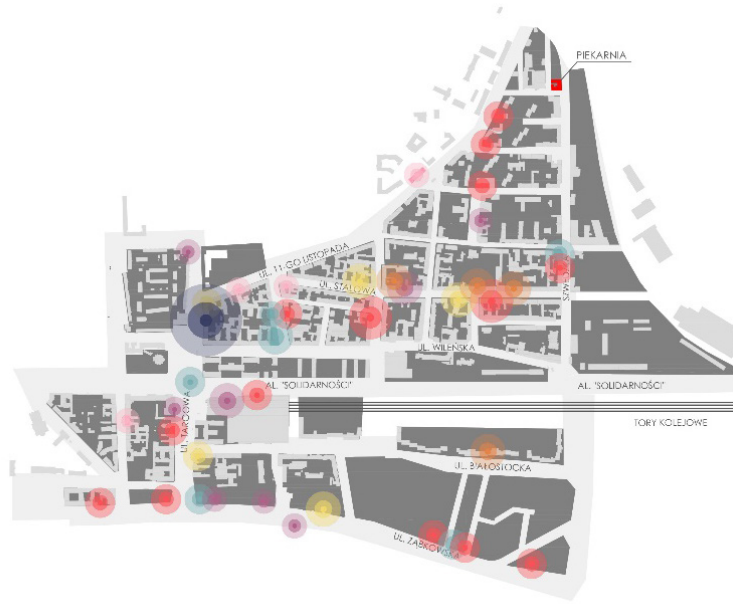 PIEKARNIA
UL. 11-GO LISTOPADA
UL. STALOWA
UL. WILEŃSKA
AL. "SOLIDARNOŚCI"
AL. "SOLIDARNOŚCI"
UL. TARGOWA
TORY KOLEJOWE
UL. BIAŁOSTOCKA
UL. ZĄBKOWSKA